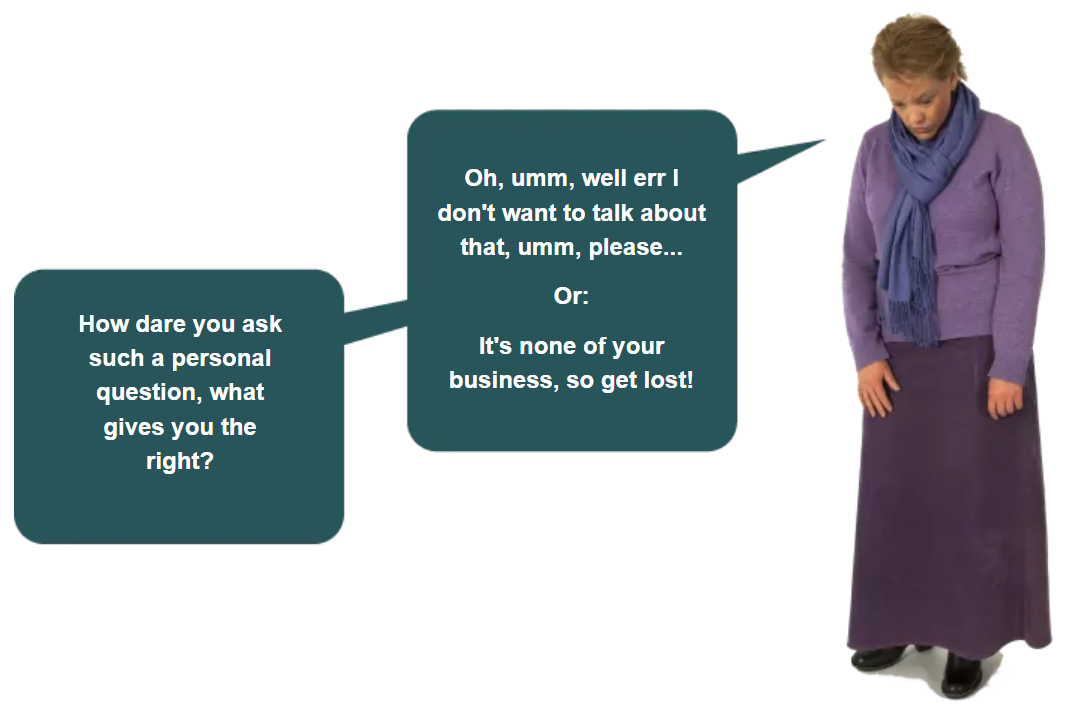 Oh, umm, well err I
don't want to talk about
that, umm, please...
Or:
It's none of your
business, so get lost!
How dare you ask
such a personal
question, what
gives you the
right?